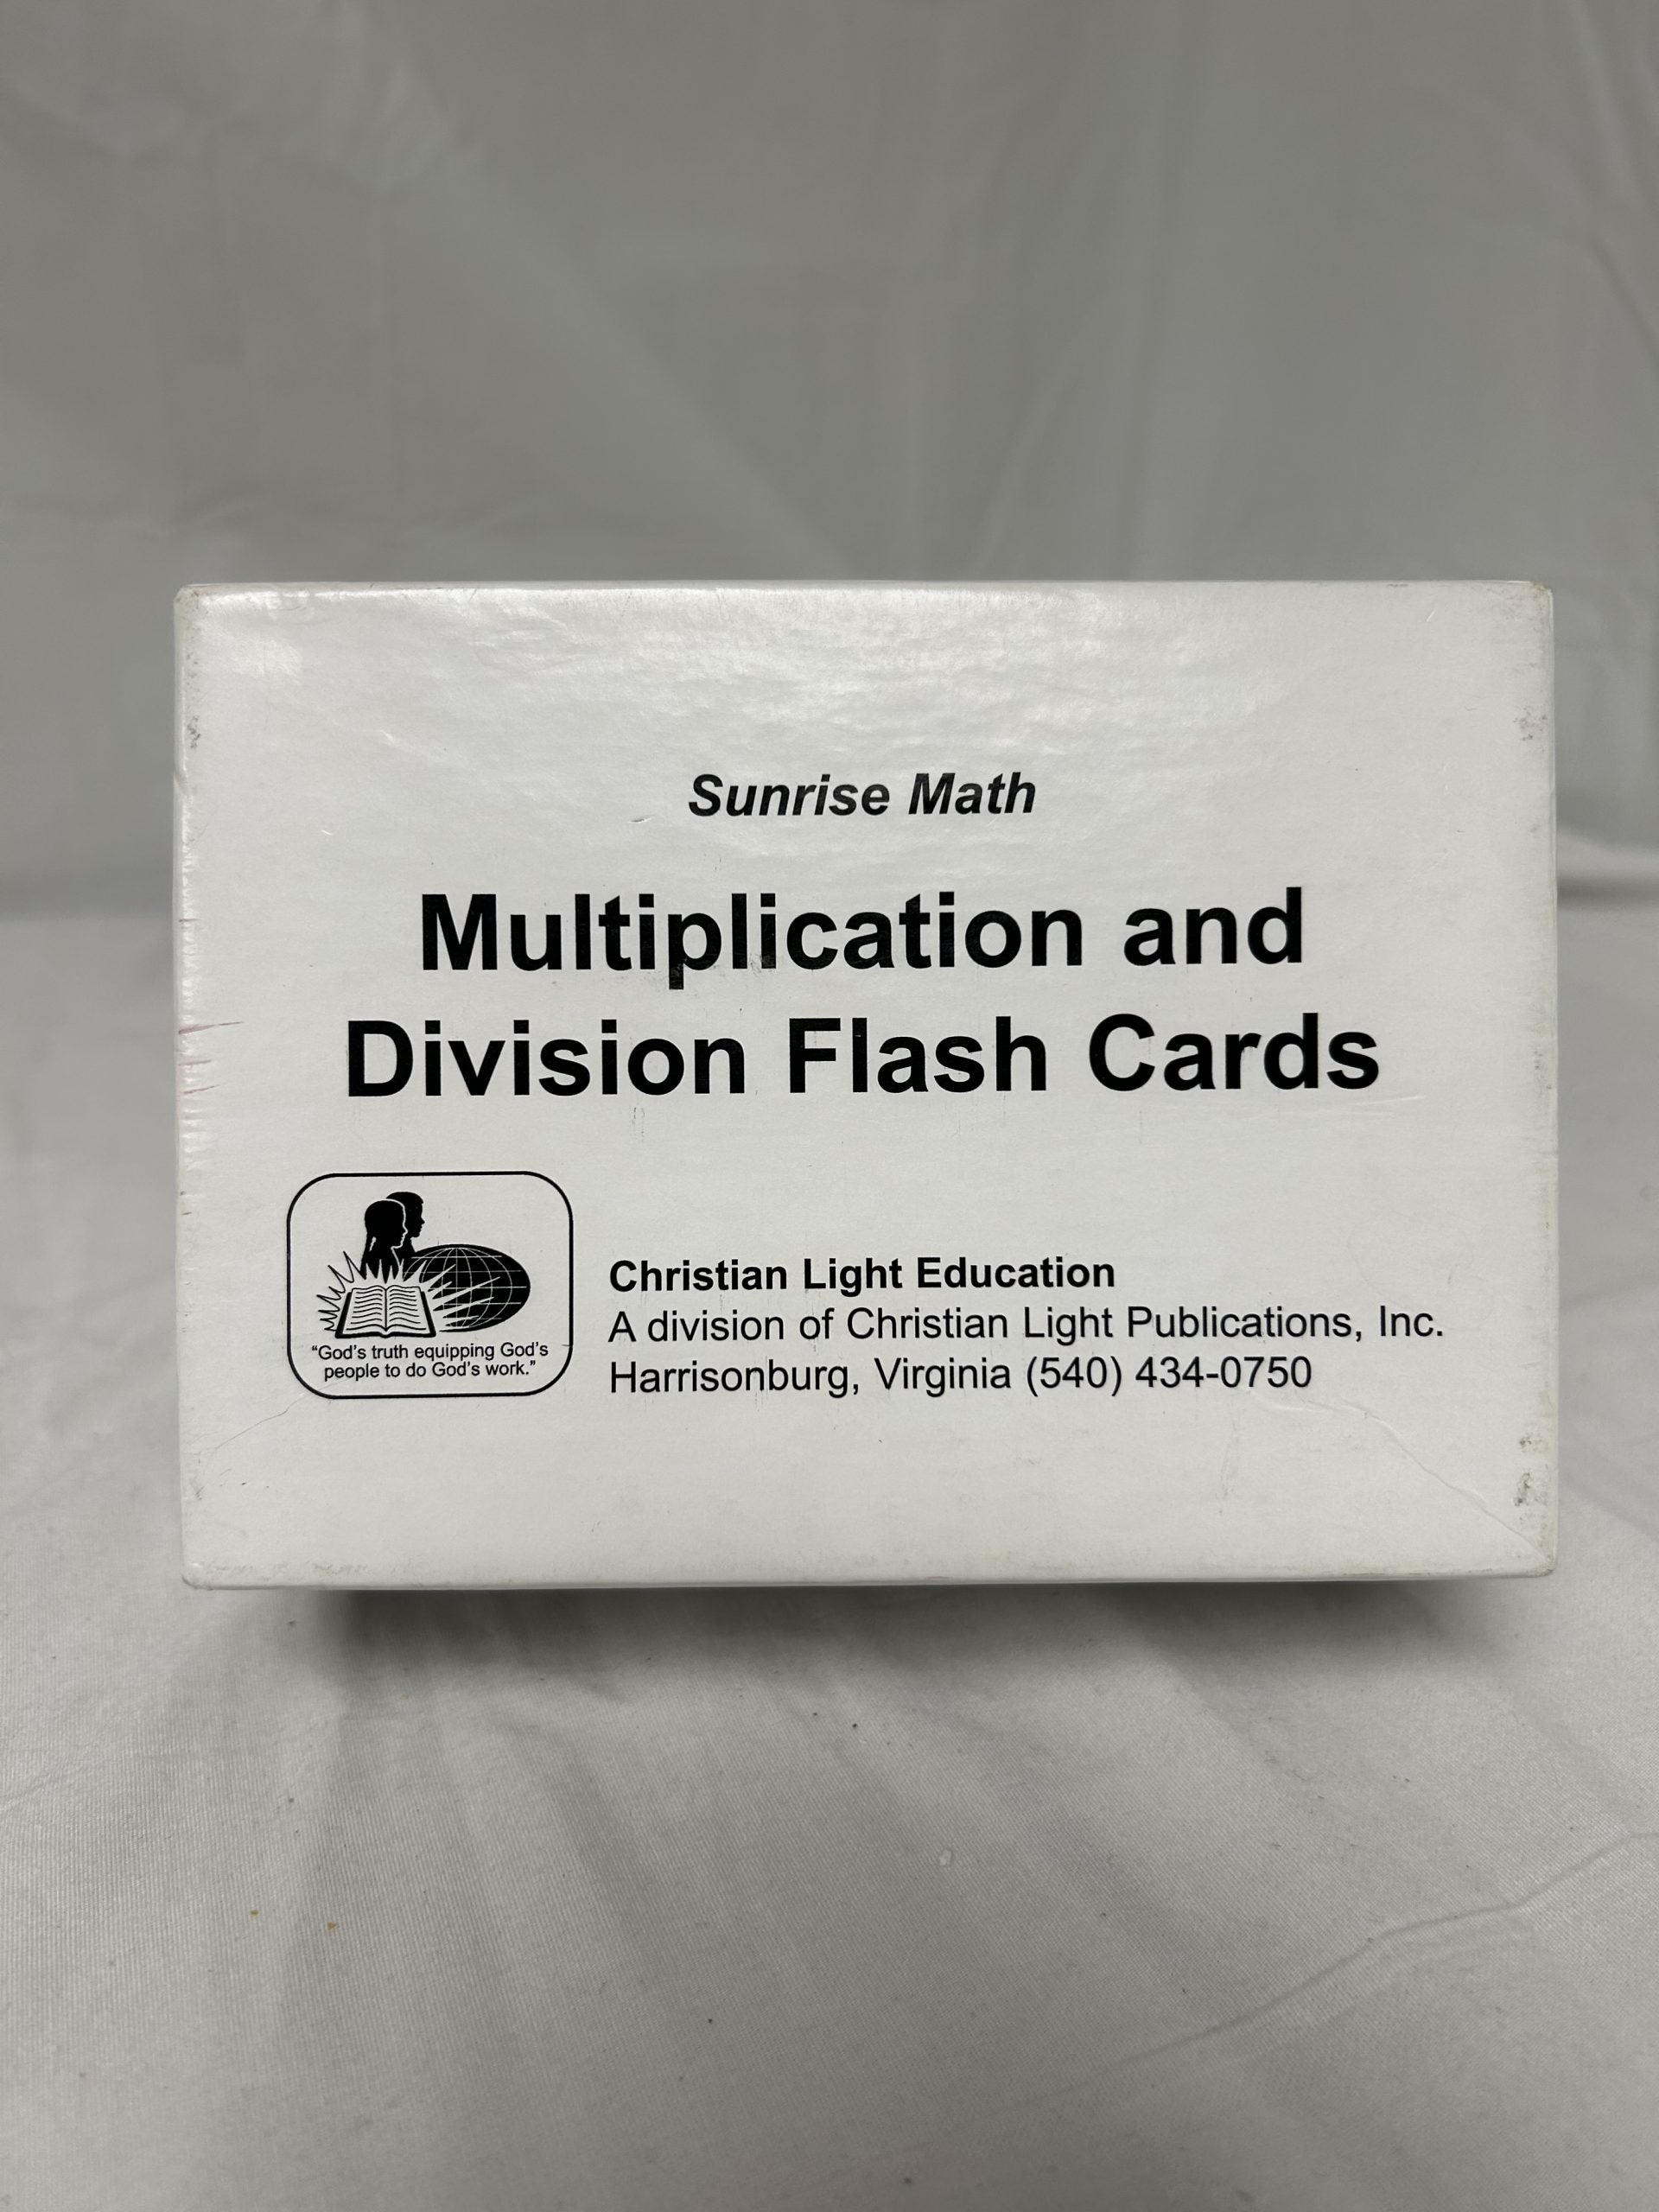 Sunrise Math
Multiplication and
Division Flash Cards
“God’s truth equipping God’s
people to do God’s work.”
Christian Light Education
A division of Christian Light Publications, Inc.
Harrisonburg, Virginia (540) 434-0750